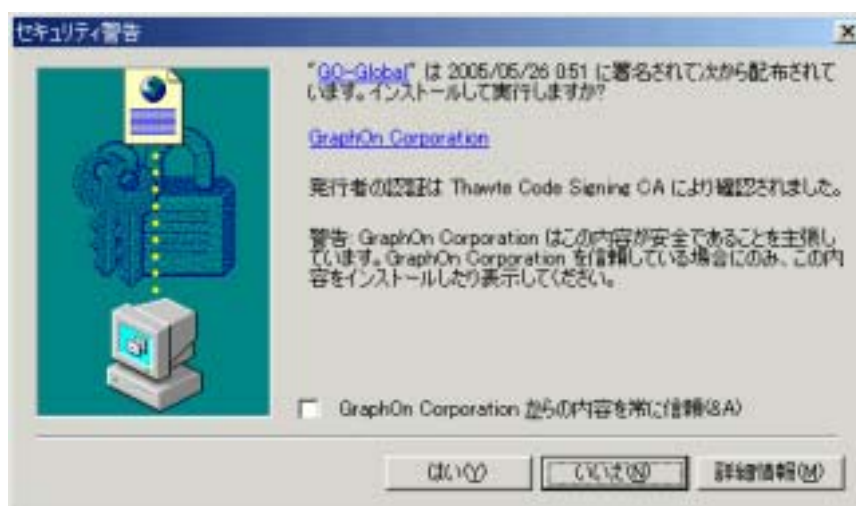 セキュリティ警告
"GO-Global" は 2005/05/26 0:51 に署名されて次から配布されて
います。インストールして実行しますか?
GraphOn Corporation
発行者の認証は Thawte Code Signing CA により確認されました。
警告: GraphOn Corporation はこの内容が安全であることを主張し
ています。GraphOn Corporation を信頼している場合にのみ、この内
容をインストールしたり表示してください。
GraphOn Corporation からの内容を常に信頼(&A)
はい(Y)
いいえ(N)
詳細情報(M)